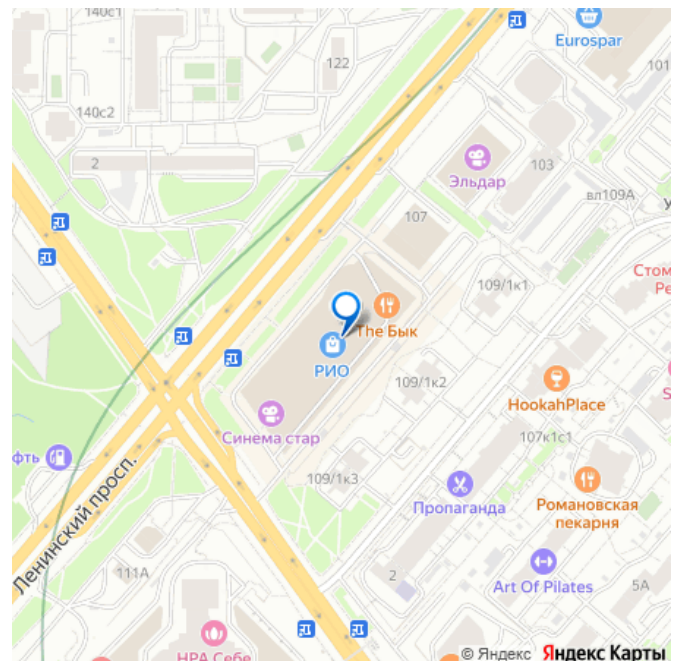 140с1
122
Eurospar
101
140с2
2
103
Эльдар
вл109А
107
109/1к1
Стом
Ре
The Бык
РИО
109/1к2
HookahPlace
Синема стар
107к1с1
фть
109/1к3
Пропаганда
Романовская
пекарня
Ленинский просп.
111А
2
Art Of Pilates
5А
НРА Себе
© Яндекс Яндекс Карты